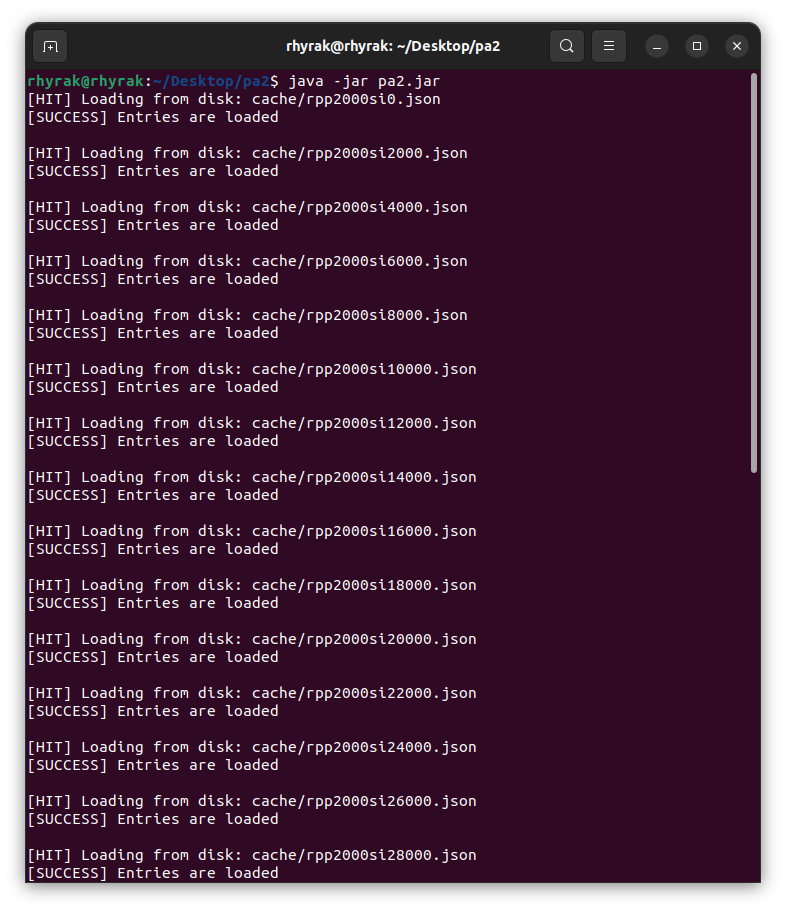 rhyrak@rhyrak: ~/Desktop/pa2
rhyrak@rhyrak:~/Desktop/pa2$ java -jar pa2.jar
[HIT] Loading from disk: cache/rpp2000si0.json
[SUCCESS] Entries are loaded
[HIT] Loading from disk: cache/rpp2000si2000.json
[SUCCESS] Entries are loaded
[HIT] Loading from disk: cache/rpp2000si4000.json
[SUCCESS] Entries are loaded
[HIT] Loading from disk: cache/rpp2000si6000.json
[SUCCESS] Entries are loaded
[HIT] Loading from disk: cache/rpp2000si8000.json
[SUCCESS] Entries are loaded
[HIT] Loading from disk: cache/rpp2000si10000.json
[SUCCESS] Entries are loaded
[HIT] Loading from disk: cache/rpp2000si12000.json
[SUCCESS] Entries are loaded
[HIT] Loading from disk: cache/rpp2000si14000.json
[SUCCESS] Entries are loaded
[HIT] Loading from disk: cache/rpp2000si16000.json
[SUCCESS] Entries are loaded
[HIT] Loading from disk: cache/rpp2000si18000.json
[SUCCESS] Entries are loaded
[HIT] Loading from disk: cache/rpp2000si20000.json
[SUCCESS] Entries are loaded
[HIT] Loading from disk: cache/rpp2000si22000.json
[SUCCESS] Entries are loaded
[HIT] Loading from disk: cache/rpp2000si24000.json
[SUCCESS] Entries are loaded
[HIT] Loading from disk: cache/rpp2000si26000.json
[SUCCESS] Entries are loaded
[HIT] Loading from disk: cache/rpp2000si28000.json
[SUCCESS] Entries are loaded